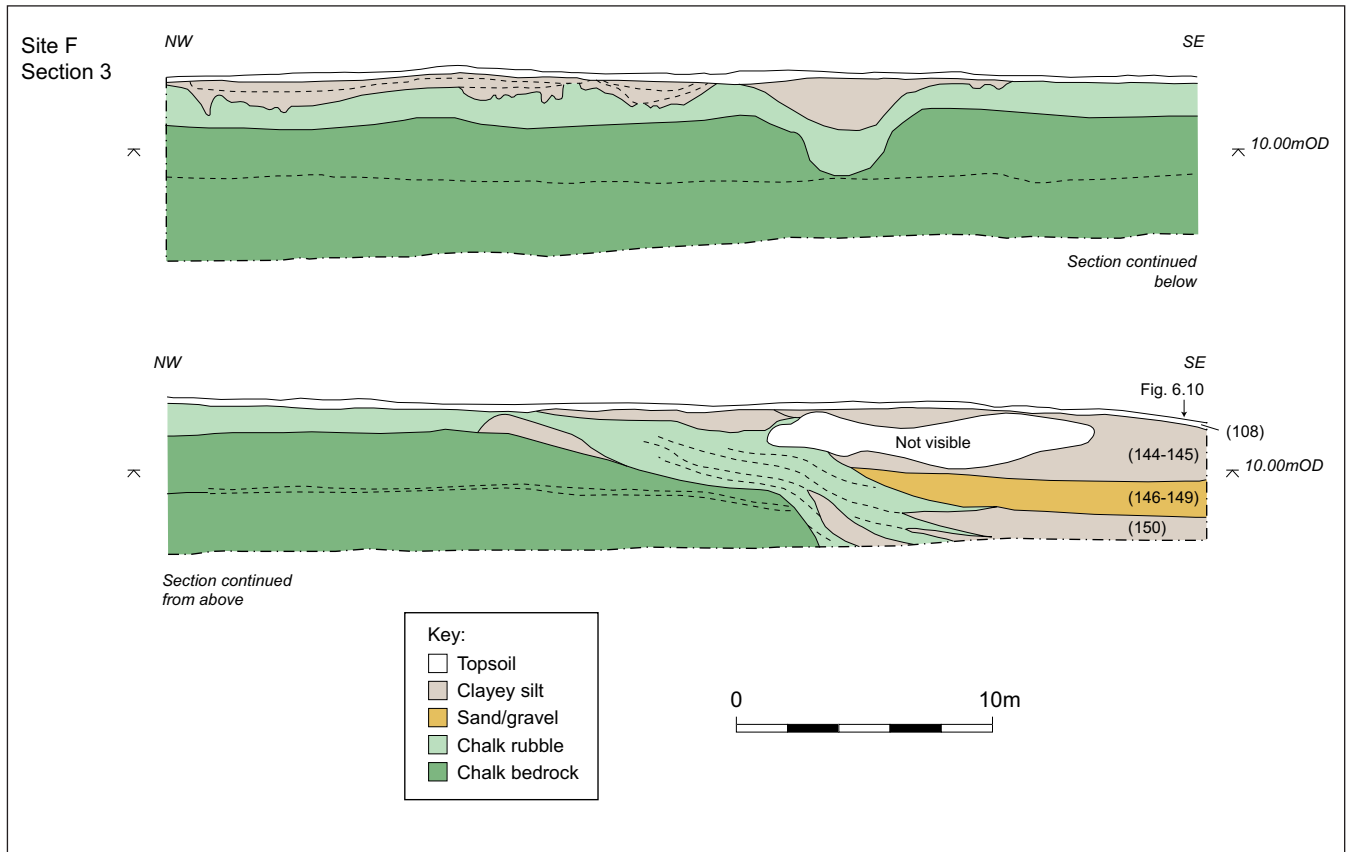 Site F
Section 3
NW
SE
10.00mOD
Section continued
below
NW
SE
Fig. 6.10
(108)
Not visible
(144-145)
10.00mOD
(146-149)
(150)
Section continued
from above
Key:
Topsoil
Clayey silt
Sand/gravel
Chalk rubble
Chalk bedrock
0
10m